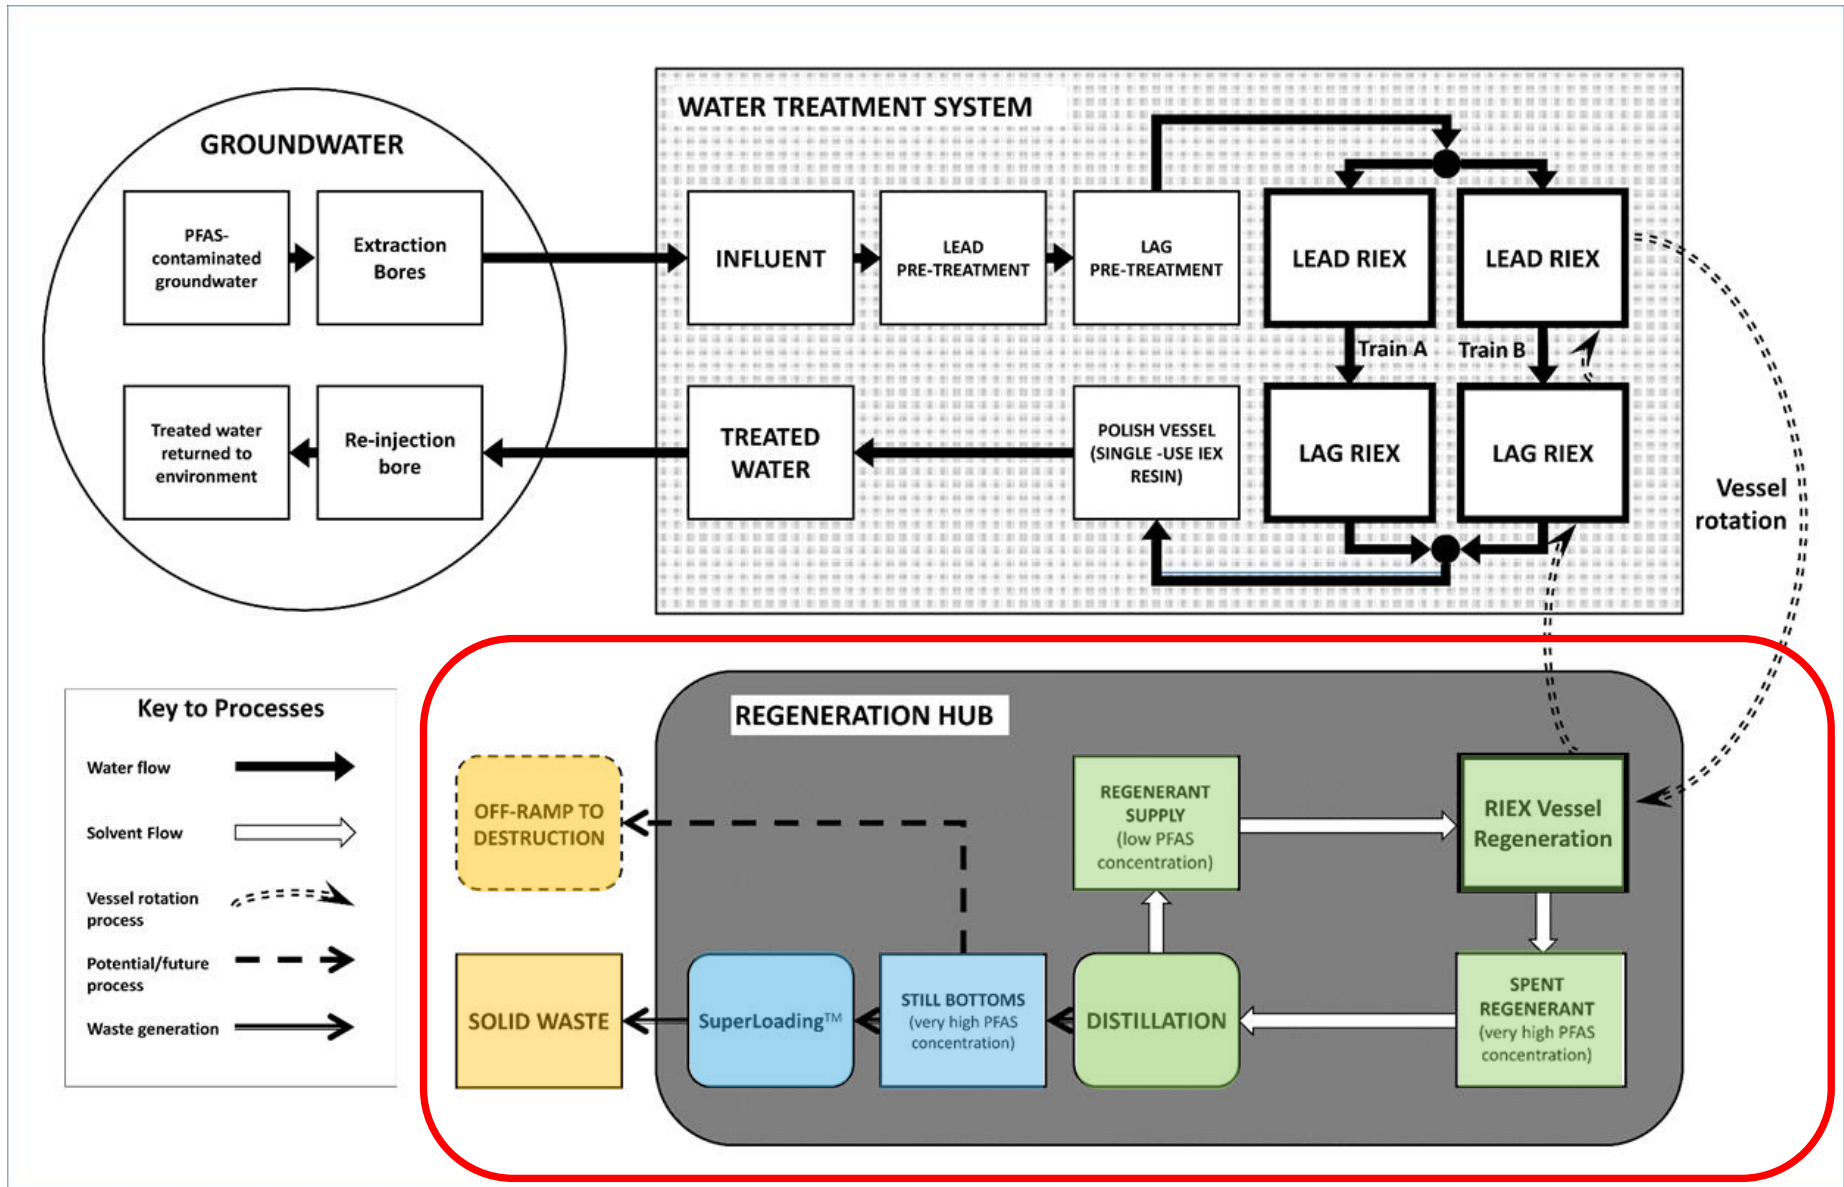 WATER TREATMENT SYSTEM
GROUNDWATER
PFAS-
contaminated
groundwater
Extraction
Bores
INFLUENT
LEAD
PRE-TREATMENT
LAG
PRE-TREATMENT
LEAD RIEX
LEAD RIEX
Train A
Train B
Treated water
returned to
environment
Re-injection
bore
TREATED
WATER
POLISH VESSEL
(SINGLE -USE IEX
RESIN)
LAG RIEX
LAG RIEX
Vessel
rotation
Key to Processes
Water flow
Solvent Flow
Vessel rotation
process
Potential/future
process
Waste generation
REGENERATION HUB
OFF-RAMP TO
DESTRUCTION
REGENERANT
SUPPLY
(low PFAS
concentration)
RIEX Vessel
Regeneration
SOLID WASTE
SuperLoading™
STILL BOTTOMS
(very high PFAS
concentration)
DISTILLATION
SPENT
REGENERANT
(very high PFAS
concentration)